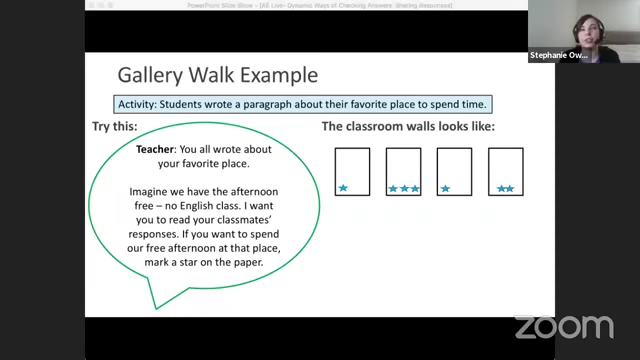 PowerPoint Slide Show - [AE Live- Dynamic Ways of Checking Answers- Sharing Responses]
Stephanie Ow...
Gallery Walk Example
Activity: Students wrote a paragraph about their favorite place to spend time.
Try this:
The classroom walls looks like:
Teacher: You all wrote about
your favorite place.
Imagine we have the afternoon
free – no English class. I want
you to read your classmates'
responses. If you want to spend
our free afternoon at that place,
mark a star on the paper.
zoom